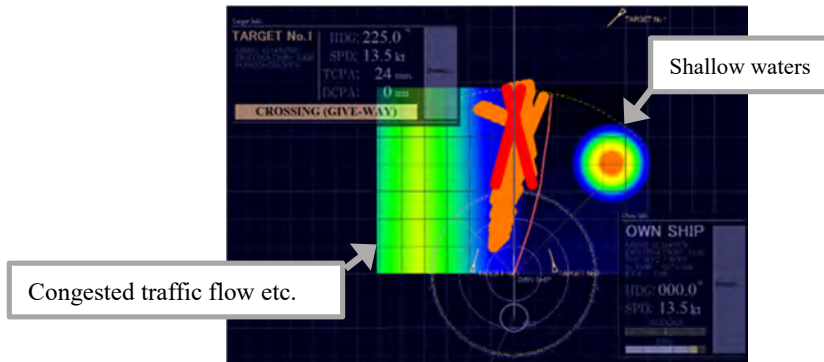 Target Info.
TARGET No.1
TARGET No.1
HDG: 225.0°
SPD: 13.5 kt
TCPA: 24 min
DCPA: 0 nm
CROSSING (GIVE-WAY)
Shallow waters
Congested traffic flow etc.
OWN SHIP
OWN SHIP
HDG: 000.0°
SPD: 13.5 kt